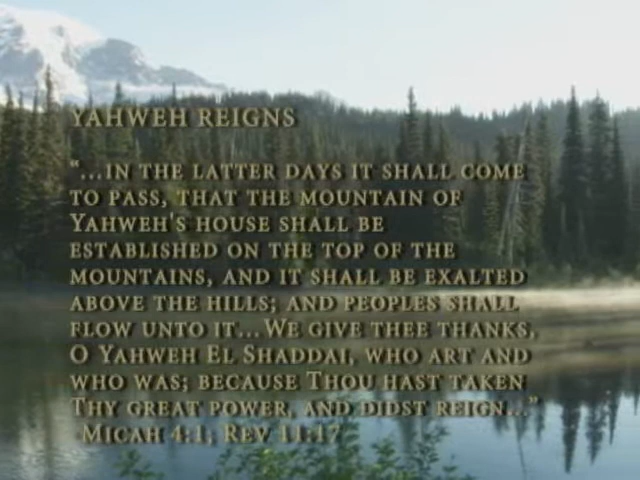 YAHWEH REIGNS
"...IN THE LATTER DAYS IT SHALL COME
TO PASS, THAT THE MOUNTAIN OF
YAHWEH'S HOUSE SHALL BE
ESTABLISHED ON THE TOP OF THE
MOUNTAINS, AND IT SHALL BE EXALTED
ABOVE THE HILLS; AND PEOPLES SHALL
FLOW UNTO IT...WE GIVE THEE THANKS,
O YAHWEH EL SHADDAI, WHO ART AND
WHO WAS; BECAUSE THOU HAST TAKEN
THY GREAT POWER, AND DIDST REIGN..."
MICAH 4:1; REV 11:17